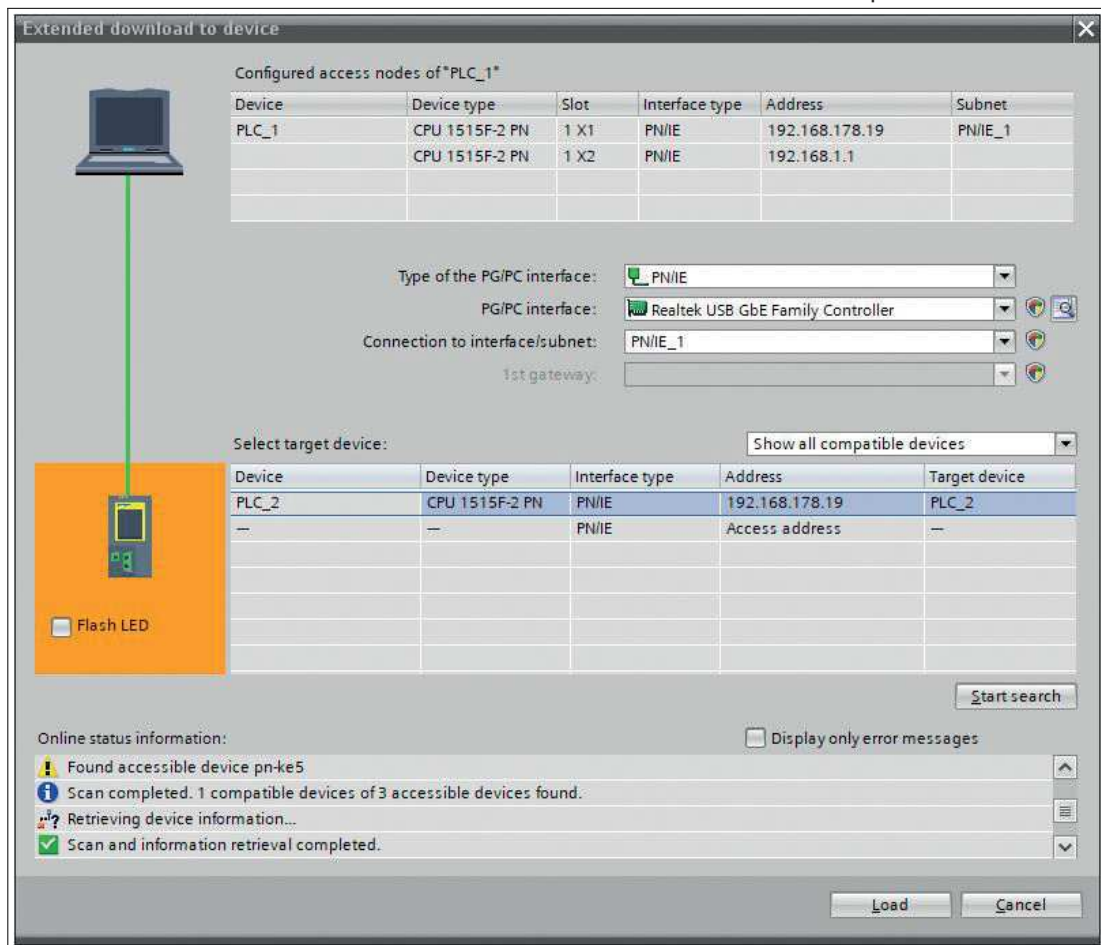 Extended download to device
Configured access nodes of "PLC_1"
Device Device type Slot Interface type Address Subnet
PLC_1 CPU 1515F-2 PN 1 X1 PN/IE 192.168.178.19 PN/IE_1
CPU 1515F-2 PN 1 X2 PN/IE 192.168.1.1
Type of the PG/PC interface: PN/IE
PG/PC interface: Realtek USB GbE Family Controller
Connection to interface/subnet: PN/IE_1
1st gateway:
Select target device: Show all compatible devices
Device Device type Interface type Address Target device
PLC_2 CPU 1515F-2 PN PN/IE 192.168.178.19 PLC_2
— — PN/IE Access address —
Flash LED
Start search
Online status information: Display only error messages
Found accessible device pn-ke5
Scan completed. 1 compatible devices of 3 accessible devices found.
Retrieving device information...
Scan and information retrieval completed.
Load Cancel